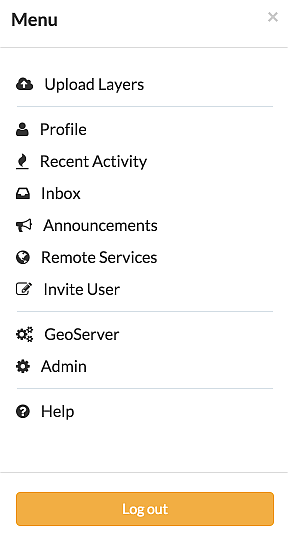 Menu
Upload Layers
Profile
Recent Activity
Inbox
Announcements
Remote Services
Invite User
GeoServer
Admin
Help
Log out